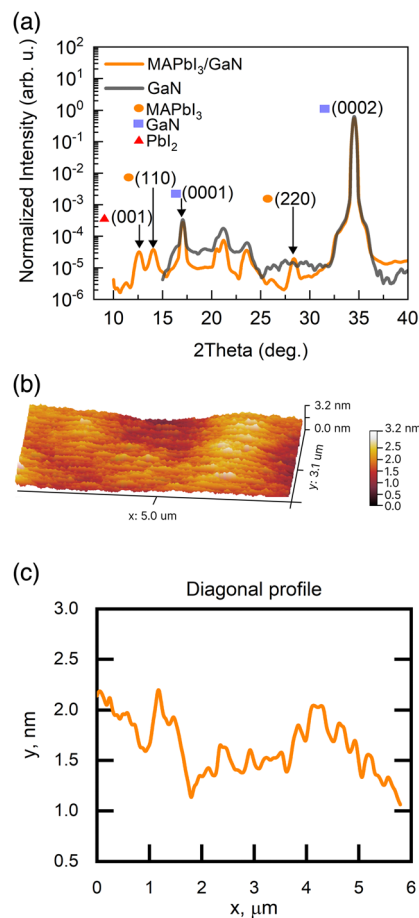 (a)
10²
10¹
10⁰
10⁻¹
10⁻²
10⁻³
10⁻⁴
10⁻⁵
10⁻⁶
Normalized Intensity (arb. u.)
MAPbI₃/GaN
GaN
MAPbI₃
GaN
PbI₂
(0002)
(110)
(001)
(0001)
(220)
10 15 20 25 30 35 40
2Theta (deg.)
(b)
3.2 nm
0.0 nm
y: 3.1 um
x: 5.0 um
3.2 nm
2.5
2.0
1.5
1.0
0.5
0.0
(c)
Diagonal profile
3.0
2.5
2.0
1.5
1.0
0.5
y, nm
0 1 2 3 4 5 6
x, μm